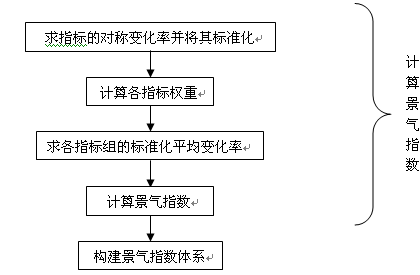 求指标的对称变化率并将其标准化
计算各指标权重
求各指标组的标准化平均变化率
计算景气指数
构建景气指数体系
计
算
景
气
指
数